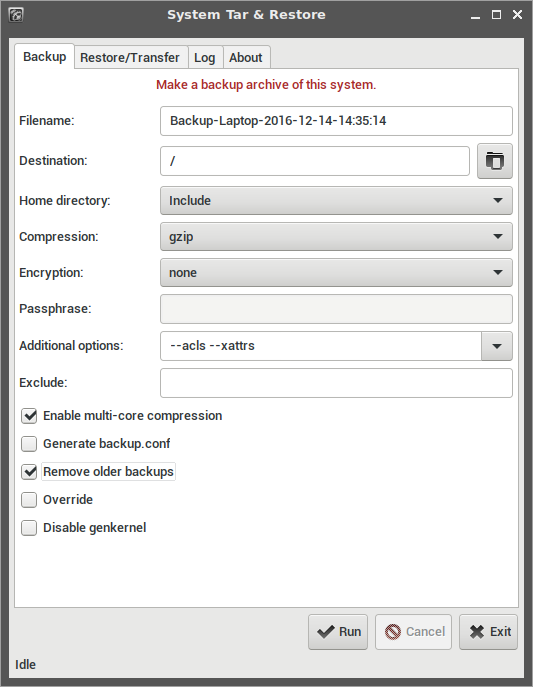 System Tar & Restore
Backup Restore/Transfer Log About
Make a backup archive of this system.
Filename: Backup-Laptop-2016-12-14-14:35:14
Destination: /
Home directory: Include
Compression: gzip
Encryption: none
Passphrase:
Additional options: --acls --xattrs
Exclude:
Enable multi-core compression
Generate backup.conf
Remove older backups
Override
Disable genkernel
Run Cancel Exit
Idle